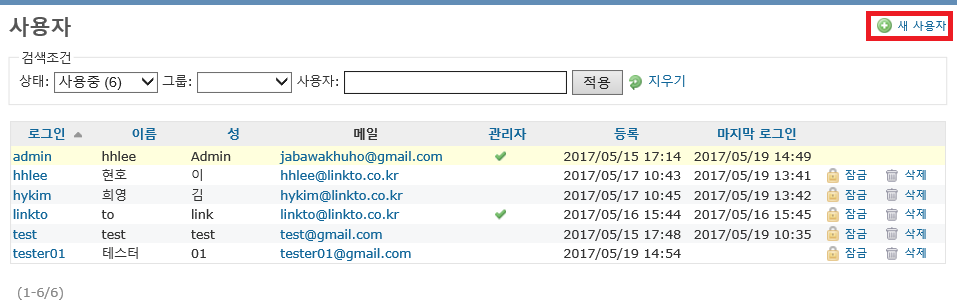 사용자
새 사용자
검색조건
상태: 사용중 (6) 그룹: 사용자: 적용 지우기
로그인 이름 성 메일 관리자 등록 마지막 로그인
admin hhlee Admin jabawakhuho@gmail.com 2017/05/15 17:14 2017/05/19 14:49
hhlee 현호 이 hhlee@linkto.co.kr 2017/05/17 10:43 2017/05/19 13:41 잠금 삭제
hykim 희영 김 hykim@linkto.co.kr 2017/05/17 10:45 2017/05/19 13:42 잠금 삭제
linkto to link linkto@linkto.co.kr 2017/05/16 15:44 2017/05/16 15:45 잠금 삭제
test test test test@gmail.com 2017/05/15 17:48 2017/05/19 10:35 잠금 삭제
tester01 테스터 01 tester01@gmail.com 2017/05/19 14:54 잠금 삭제
(1-6/6)